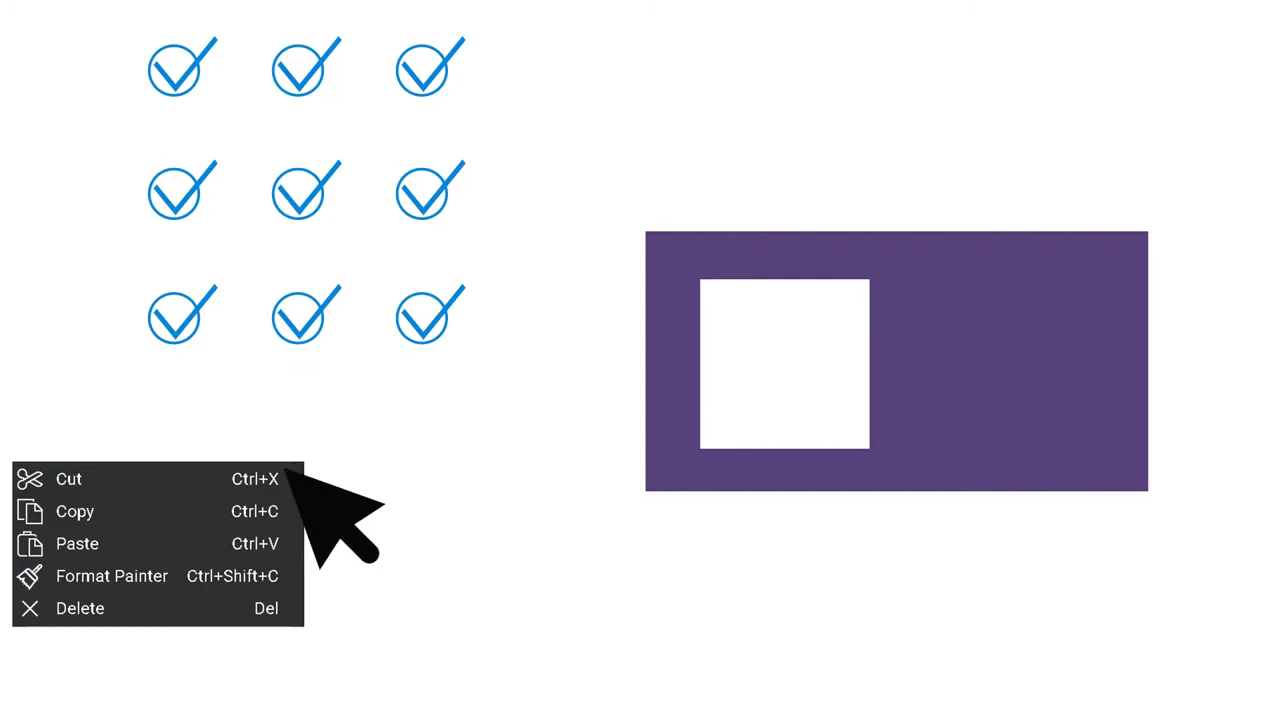 Cut Ctrl+X
Copy Ctrl+C
Paste Ctrl+V
Format Painter Ctrl+Shift+C
Delete Del